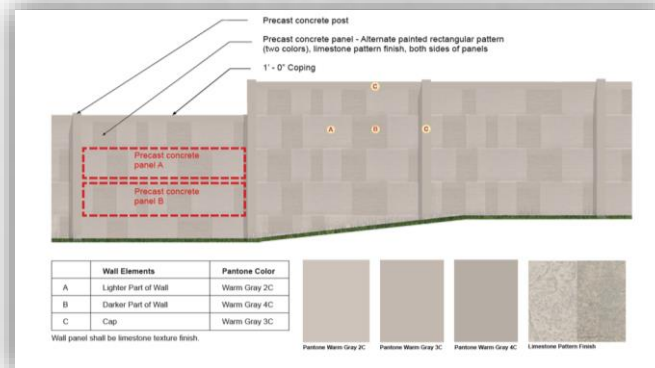 Precast concrete post
Precast concrete panel - Alternate painted rectangular pattern
(two colors), limestone pattern finish, both sides of panels
1' - 0" Coping
C
A
B
C
Precast concrete
panel A
Precast concrete
panel B
Wall Elements
Pantone Color
A
Lighter Part of Wall
Warm Gray 2C
B
Darker Part of Wall
Warm Gray 4C
C
Cap
Warm Gray 3C
Wall panel shall be limestone texture finish.
Pantone Warm Gray 2C
Pantone Warm Gray 3C
Pantone Warm Gray 4C
Limestone Pattern Finish